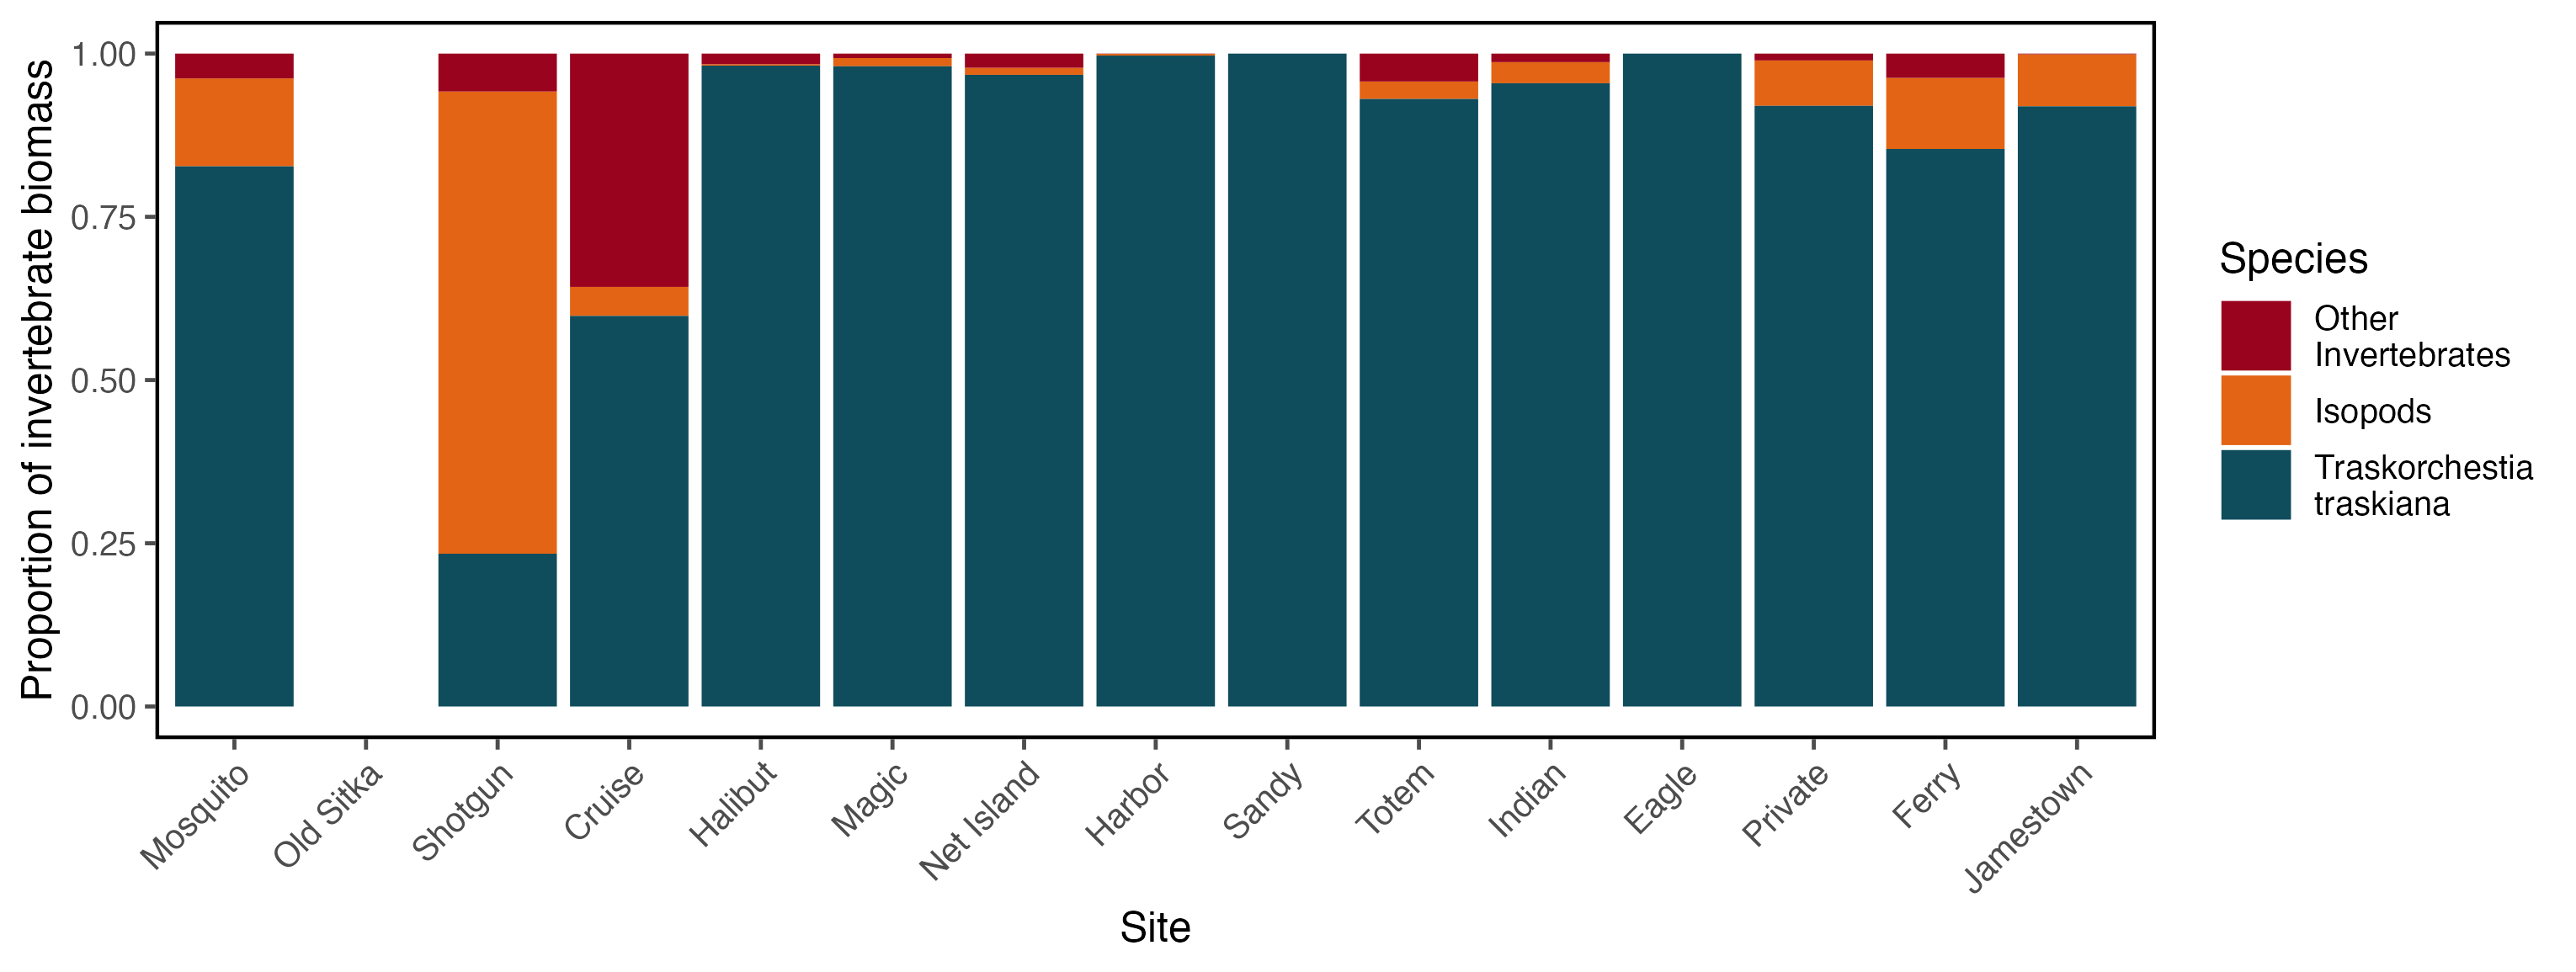 Proportion of invertebrate biomass
1.00
0.75
0.50
0.25
0.00
Mosquito
Old Sitka
Shotgun
Cruise
Halibut
Magic
Net Island
Harbor
Sandy
Totem
Indian
Eagle
Private
Ferry
Jamestown
Site
Species
Other
Invertebrates
Isopods
Traskorchestia
traskiana